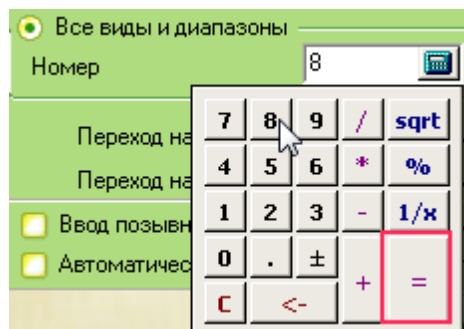 Все виды и диапазоны
Номер 8
7 8 9 / sqrt
Переход на
4 5 6 * %
Переход на
1 2 3 - 1/x
Ввод позывн
0 . ± + =
Автоматичес
C <-